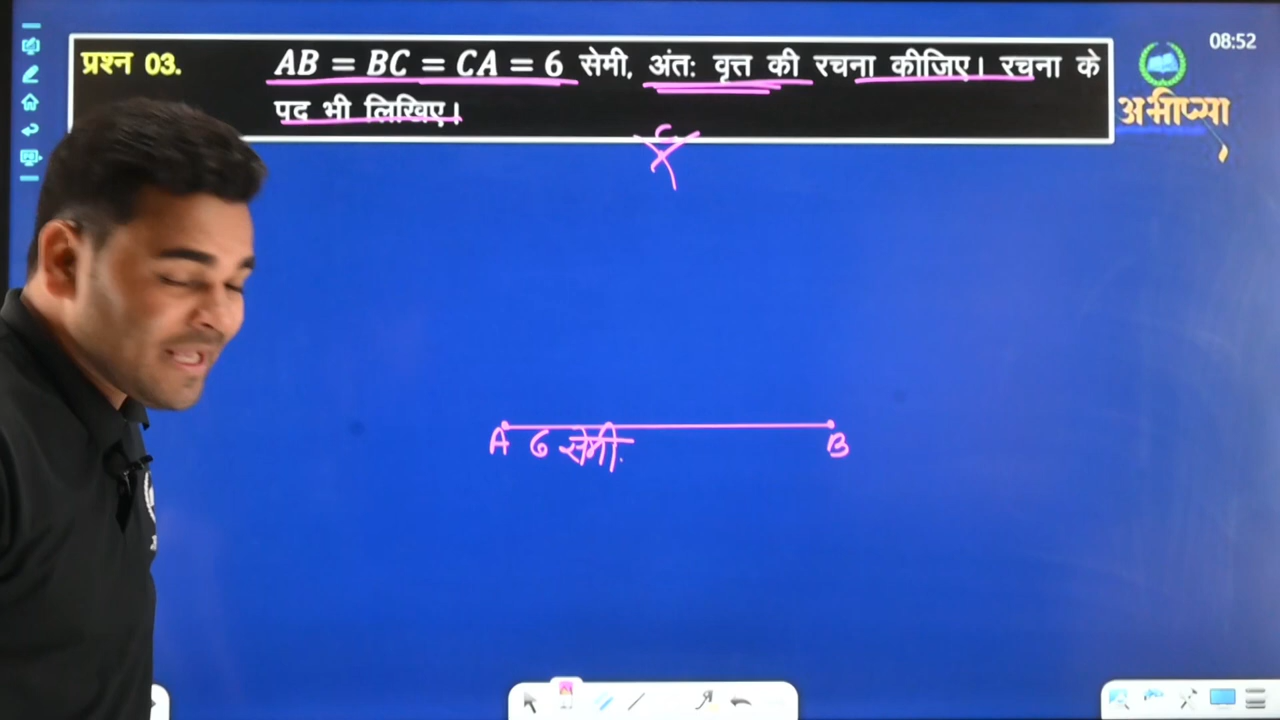 08:52
प्रश्न 03. AB = BC = CA = 6 सेमी, अंतः वृत्त की रचना कीजिए। रचना के
पद भी लिखिए।
अभीप्सा
C
A 6 सेमी. B